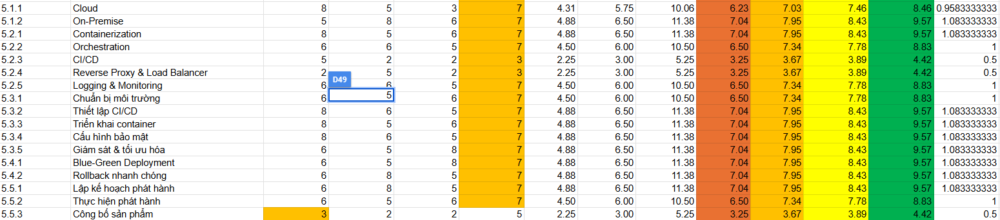 5.1.1 Cloud 8 5 3 7 4.31 5.75 10.06 6.23 7.03 7.46 8.46 0.9583333333
5.1.2 On-Premise 5 8 6 7 4.88 6.50 11.38 7.04 7.95 8.43 9.57 1.083333333
5.2.1 Containerization 8 5 6 7 4.88 6.50 11.38 7.04 7.95 8.43 9.57 1.083333333
5.2.2 Orchestration 6 6 5 7 4.50 6.00 10.50 6.50 7.34 7.78 8.83 1
5.2.3 CI/CD 5 2 2 3 2.25 3.00 5.25 3.25 3.67 3.89 4.42 0.5
5.2.4 Reverse Proxy & Load Balancer 2 5 2 3 2.25 3.00 5.25 3.25 3.67 3.89 4.42 0.5
D49
5.2.5 Logging & Monitoring 6 6 5 7 4.50 6.00 10.50 6.50 7.34 7.78 8.83 1
5.3.1 Chuẩn bị môi trường 6 5 6 7 4.50 6.00 10.50 6.50 7.34 7.78 8.83 1
5.3.2 Thiết lập CI/CD 8 6 5 7 4.88 6.50 11.38 7.04 7.95 8.43 9.57 1.083333333
5.3.3 Triển khai container 8 5 6 7 4.88 6.50 11.38 7.04 7.95 8.43 9.57 1.083333333
5.3.4 Cấu hình bảo mật 8 6 5 7 4.88 6.50 11.38 7.04 7.95 8.43 9.57 1.083333333
5.3.5 Giám sát & tối ưu hóa 6 5 8 7 4.88 6.50 11.38 7.04 7.95 8.43 9.57 1.083333333
5.4.1 Blue-Green Deployment 6 5 8 7 4.88 6.50 11.38 7.04 7.95 8.43 9.57 1.083333333
5.4.2 Rollback nhanh chóng 6 8 5 7 4.88 6.50 11.38 7.04 7.95 8.43 9.57 1.083333333
5.5.1 Lập kế hoạch phát hành 6 8 5 7 4.88 6.50 11.38 7.04 7.95 8.43 9.57 1.083333333
5.5.2 Thực hiện phát hành 6 5 6 7 4.50 6.00 10.50 6.50 7.34 7.78 8.83 1
5.5.3 Công bố sản phẩm 3 2 2 5 2.25 3.00 5.25 3.25 3.67 3.89 4.42 0.5